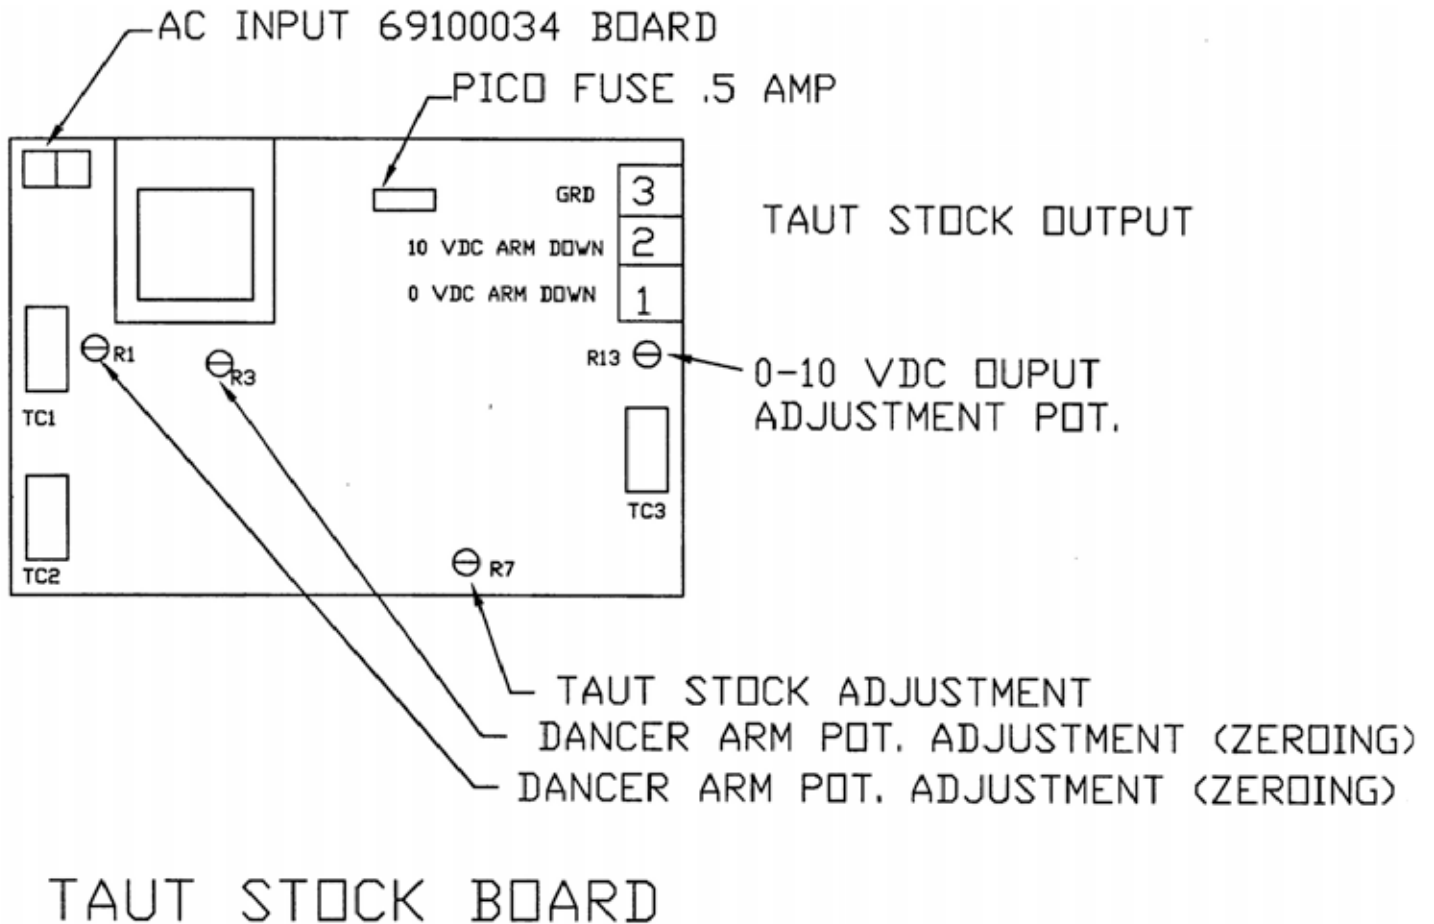 AC INPUT 69100034 BOARD
PICO FUSE .5 AMP
GRD 3
TAUT STOCK OUTPUT
10 VDC ARM DOWN 2
0 VDC ARM DOWN 1
R1
R3
R13
0-10 VDC OUPUT
ADJUSTMENT POT.
TC1
TC3
R7
TC2
TAUT STOCK ADJUSTMENT
DANCER ARM POT. ADJUSTMENT (ZEROING)
DANCER ARM POT. ADJUSTMENT (ZEROING)
TAUT STOCK BOARD